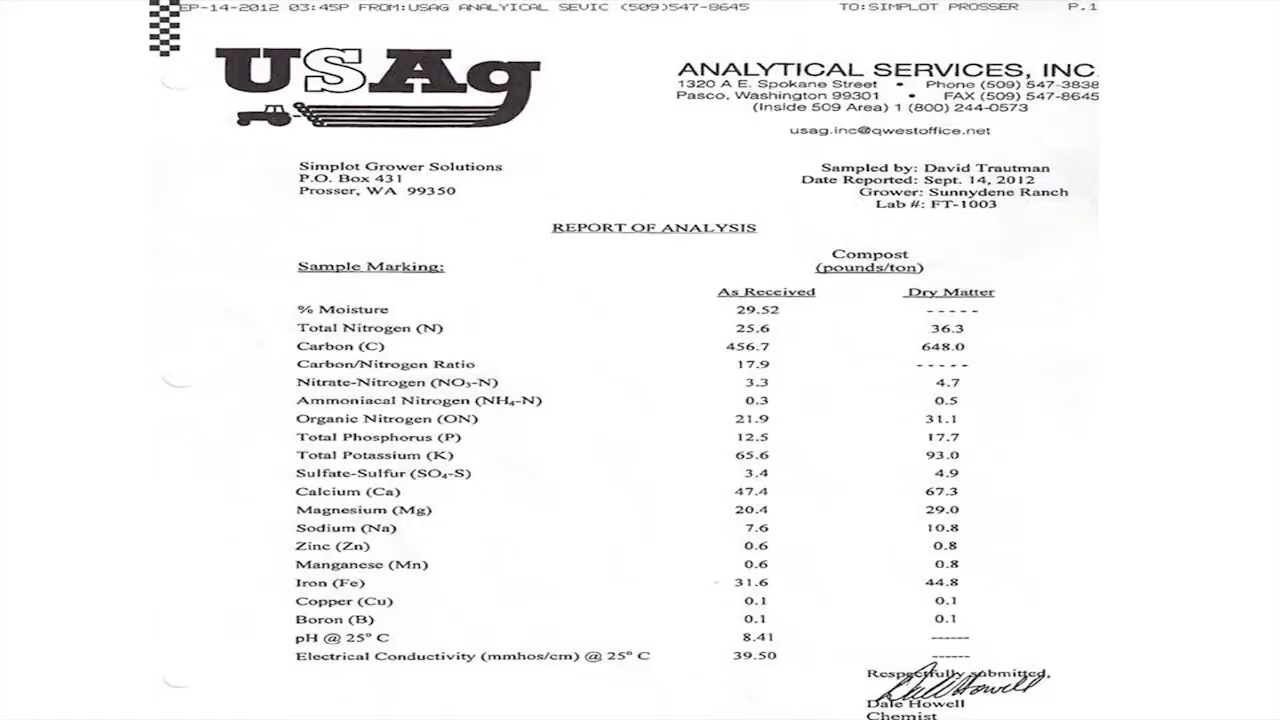 EP-14-2012 03:45P FROM:USAG ANALYICAL SEVIC (509)547-8645 TO:SIMPLOT PROSSER P.1
USAg
ANALYTICAL SERVICES, INC.
1320 A E. Spokane Street • Phone (509) 547-3838
Pasco, Washington 99301 • FAX (509) 547-8645
(Inside 509 Area) 1 (800) 244-0573
usag.inc@qwestoffice.net
Simplot Grower Solutions
P.O. Box 431
Prosser, WA 99350
Sampled by: David Trautman
Date Reported: Sept. 14, 2012
Grower: Sunnydene Ranch
Lab #: FT-1003
REPORT OF ANALYSIS
Sample Marking:
Compost
(pounds/ton)
As Received Dry Matter
% Moisture 29.52 -----
Total Nitrogen (N) 25.6 36.3
Carbon (C) 456.7 648.0
Carbon/Nitrogen Ratio 17.9 -----
Nitrate-Nitrogen (NO₃-N) 3.3 4.7
Ammoniacal Nitrogen (NH₄-N) 0.3 0.5
Organic Nitrogen (ON) 21.9 31.1
Total Phosphorus (P) 12.5 17.7
Total Potassium (K) 65.6 93.0
Sulfate-Sulfur (SO₄-S) 3.4 4.9
Calcium (Ca) 47.4 67.3
Magnesium (Mg) 20.4 29.0
Sodium (Na) 7.6 10.8
Zinc (Zn) 0.6 0.8
Manganese (Mn) 0.6 0.8
Iron (Fe) 31.6 44.8
Copper (Cu) 0.1 0.1
Boron (B) 0.1 0.1
pH @ 25° C 8.41 ------
Electrical Conductivity (mmhos/cm) @ 25° C 39.50 ------
Respectfully submitted,
Dale Howell
Dale Howell
Chemist